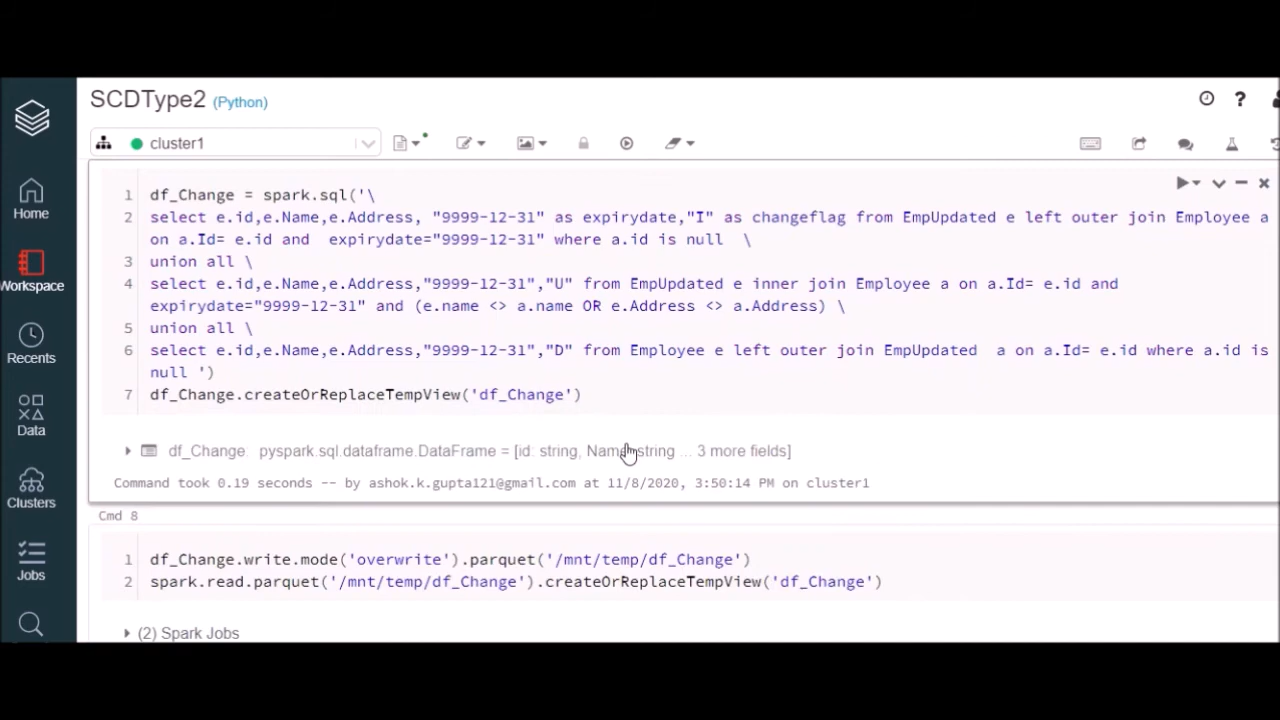 SCDType2 (Python)
cluster1
Home
Workspace
Recents
Data
Clusters
Jobs
1 df_Change = spark.sql('\
2 select e.id,e.Name,e.Address, "9999-12-31" as expirydate,"I" as changeflag from EmpUpdated e left outer join Employee a
on a.Id= e.id and expirydate="9999-12-31" where a.id is null \
3 union all \
4 select e.id,e.Name,e.Address,"9999-12-31","U" from EmpUpdated e inner join Employee a on a.Id= e.id and
expirydate="9999-12-31" and (e.name <> a.name OR e.Address <> a.Address) \
5 union all \
6 select e.id,e.Name,e.Address,"9999-12-31","D" from Employee e left outer join EmpUpdated a on a.Id= e.id where a.id is
null ')
7 df_Change.createOrReplaceTempView('df_Change')
df_Change: pyspark.sql.dataframe.DataFrame = [id: string, Name: string ... 3 more fields]
Command took 0.19 seconds -- by ashok.k.gupta121@gmail.com at 11/8/2020, 3:50:14 PM on cluster1
Cmd 8
1 df_Change.write.mode('overwrite').parquet('/mnt/temp/df_Change')
2 spark.read.parquet('/mnt/temp/df_Change').createOrReplaceTempView('df_Change')
(2) Spark Jobs